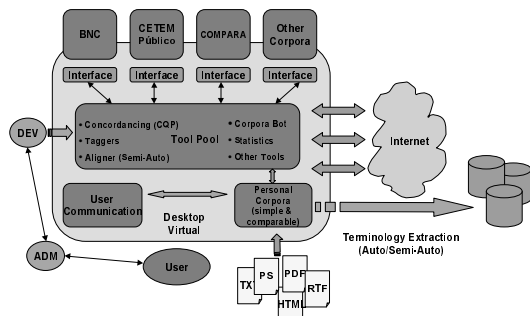 BNC
CETEM
Público
COMPARA
Other
Corpora
Interface
Interface
Interface
Interface
• Concordancing (CQP)
• Taggers
• Aligner (Semi-Auto)
Tool Pool
• Corpora Bot
• Statistics
• Other Tools
DEV
Internet
User
Communication
Desktop
Virtual
Personal
Corpora
(simple &
comparable)
Terminology Extraction
(Auto/Semi-Auto)
ADM
User
TX
PS
PDF
HTML
RTF